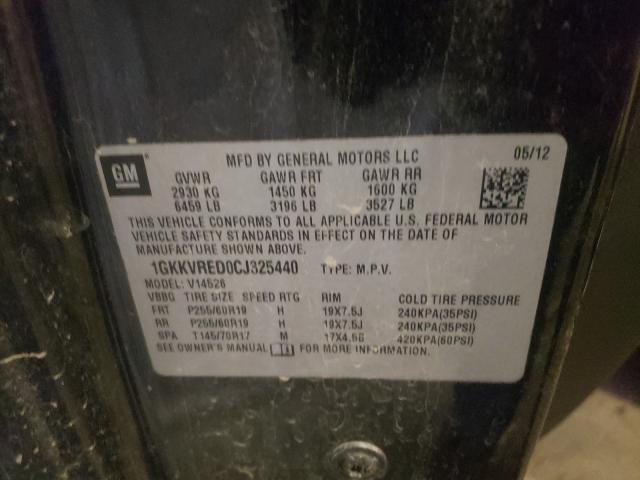 GM
MFD BY GENERAL MOTORS LLC 05/12
GVWR GAWR FRT GAWR RR
2930 KG 1450 KG 1600 KG
6459 LB 3196 LB 3527 LB
THIS VEHICLE CONFORMS TO ALL APPLICABLE U.S. FEDERAL MOTOR
VEHICLE SAFETY STANDARDS IN EFFECT ON THE DATE OF
MANUFACTURE SHOWN ABOVE.
1GKKVRED0CJ325440 TYPE: M.P.V.
MODEL: V14526
VBBG TIRE SIZE SPEED RTG RIM COLD TIRE PRESSURE
FRT P255/60R19 H 19X7.5J 240KPA(35PSI)
RR P255/60R19 H 19X7.5J 240KPA(35PSI)
SPA T145/70R17 M 17X4.5B 420KPA(60PSI)
SEE OWNER'S MANUAL FOR MORE INFORMATION.